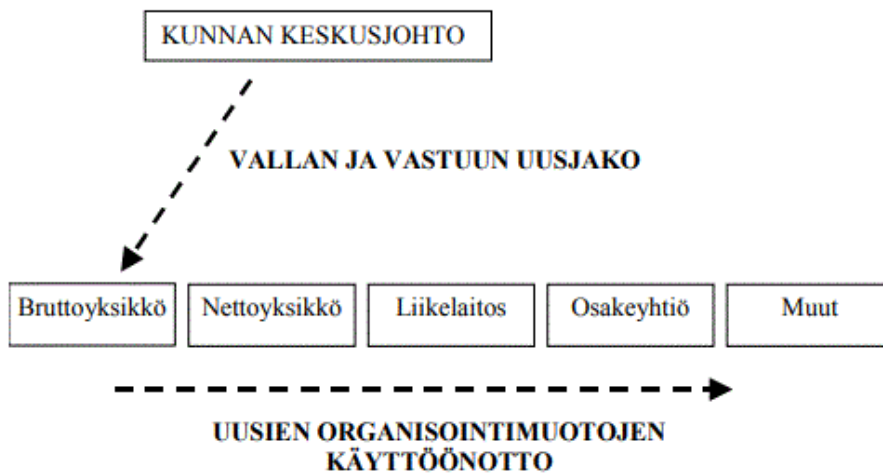 KUNNAN KESKUSJOHTO
VALLAN JA VASTUUN UUSJAKO
Bruttoyksikkö
Nettoyksikkö
Liikelaitos
Osakeyhtiö
Muut
UUSIEN ORGANISOINTIMUOTOJEN
KÄYTTÖÖNOTTO